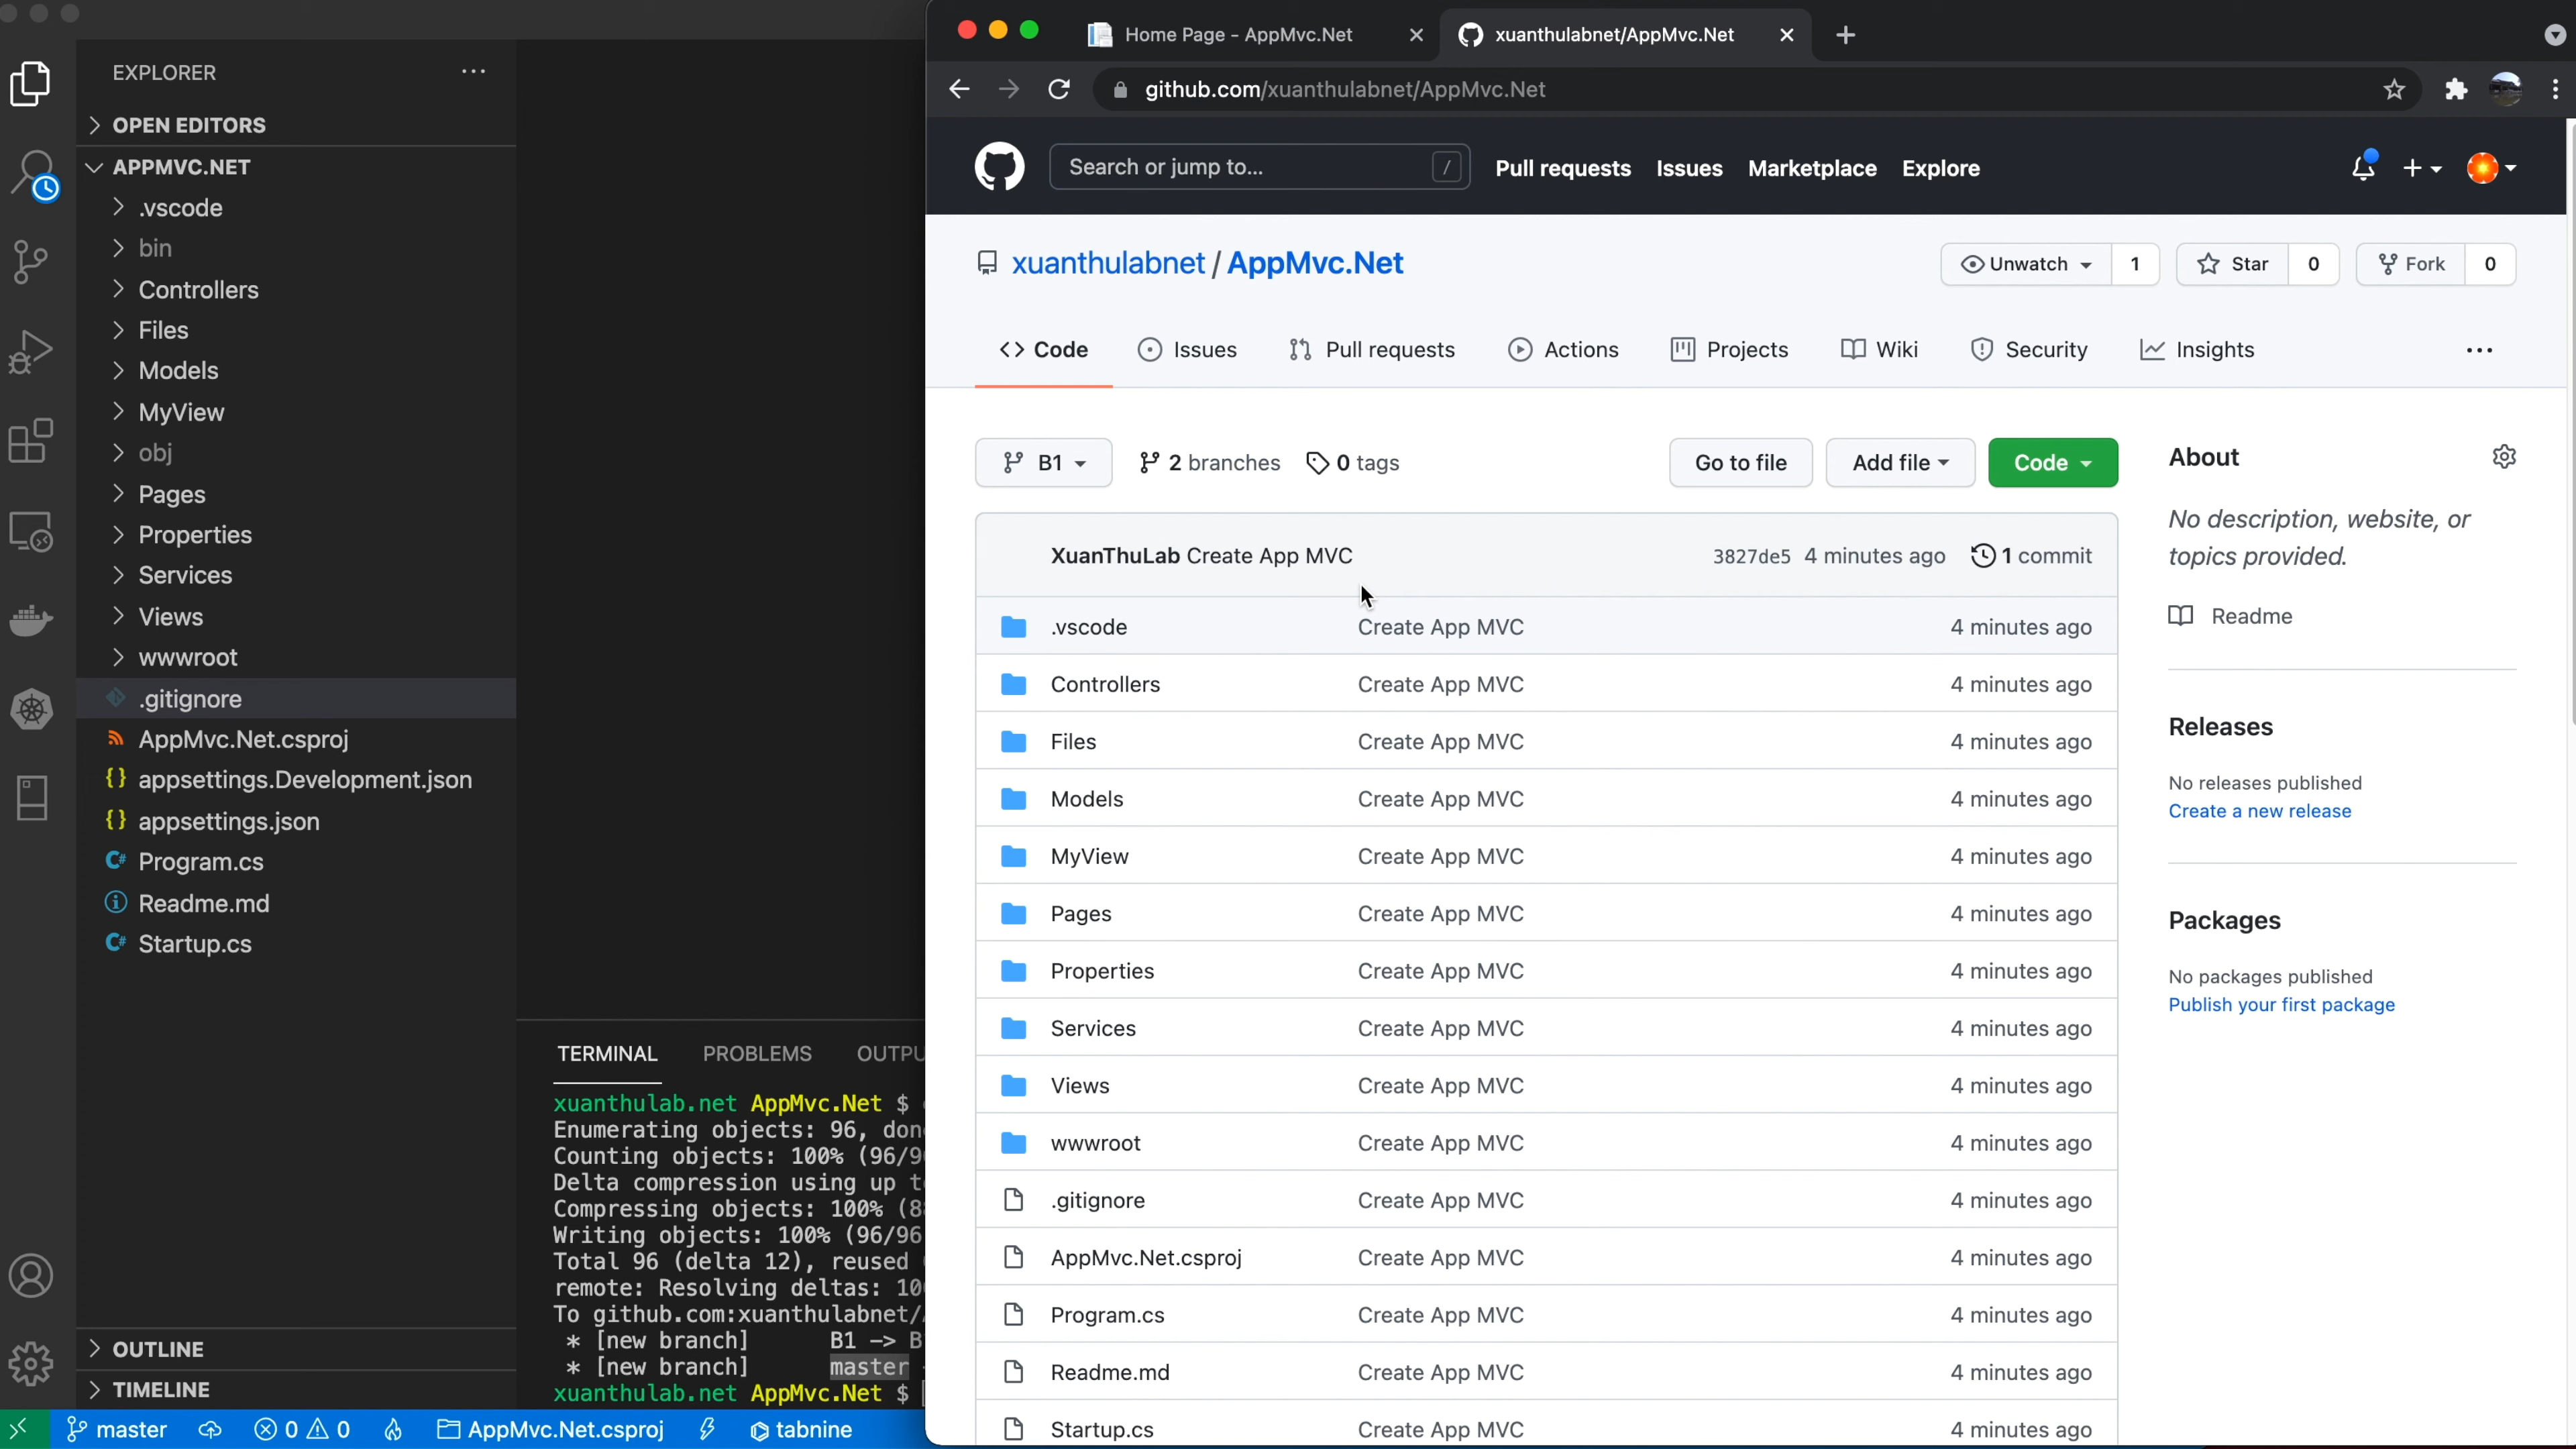 EXPLORER
OPEN EDITORS
APPMVC.NET
.vscode
bin
Controllers
Files
Models
MyView
obj
Pages
Properties
Services
Views
wwwroot
.gitignore
AppMvc.Net.csproj
appsettings.Development.json
appsettings.json
Program.cs
Readme.md
Startup.cs
OUTLINE
TIMELINE
TERMINAL PROBLEMS OUTPU
xuanthulab.net AppMvc.Net $
Enumerating objects: 96, don
Counting objects: 100% (96/9
Delta compression using up t
Compressing objects: 100% (8
Writing objects: 100% (96/96
Total 96 (delta 12), reused
remote: Resolving deltas: 10
To github.com:xuanthulabnet/
* [new branch] B1 -> B
* [new branch] master
xuanthulab.net AppMvc.Net $
master 0 0 AppMvc.Net.csproj tabnine
Home Page - AppMvc.Net
xuanthulabnet/AppMvc.Net
github.com/xuanthulabnet/AppMvc.Net
Search or jump to... /
Pull requests Issues Marketplace Explore
xuanthulabnet / AppMvc.Net
Unwatch 1 Star 0 Fork 0
Code Issues Pull requests Actions Projects Wiki Security Insights
B1 2 branches 0 tags Go to file Add file Code
XuanThuLab Create App MVC 3827de5 4 minutes ago 1 commit
.vscode Create App MVC 4 minutes ago
Controllers Create App MVC 4 minutes ago
Files Create App MVC 4 minutes ago
Models Create App MVC 4 minutes ago
MyView Create App MVC 4 minutes ago
Pages Create App MVC 4 minutes ago
Properties Create App MVC 4 minutes ago
Services Create App MVC 4 minutes ago
Views Create App MVC 4 minutes ago
wwwroot Create App MVC 4 minutes ago
.gitignore Create App MVC 4 minutes ago
AppMvc.Net.csproj Create App MVC 4 minutes ago
Program.cs Create App MVC 4 minutes ago
Readme.md Create App MVC 4 minutes ago
Startup.cs Create App MVC 4 minutes ago
About
No description, website, or
topics provided.
Readme
Releases
No releases published
Create a new release
Packages
No packages published
Publish your first package